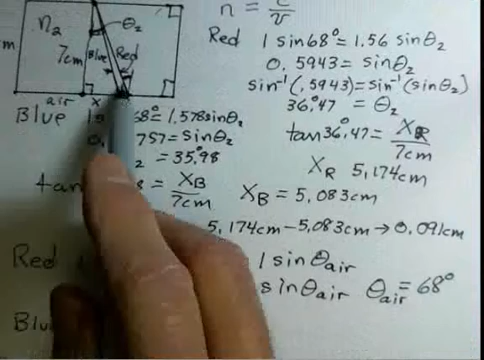 n = c/v
n₂ θ₂
m 7cm Blue Red
air x
Red 1 sin68° = 1.56 sinθ₂
0.5943 = sinθ₂
sin⁻¹(.5943) = sin⁻¹(sinθ₂)
36.°47 = θ₂
Blue 68° = 1.578sinθ₂
757 = sinθ₂
₂ = 35.°98
tan36.°47 = X_R/7cm
X_R 5,174cm
tan 8 = X_B/7cm
X_B = 5,083cm
5,174cm - 5,083cm → 0,091cm
Red 1 sinθair
sinθair θair = 68°
Blu